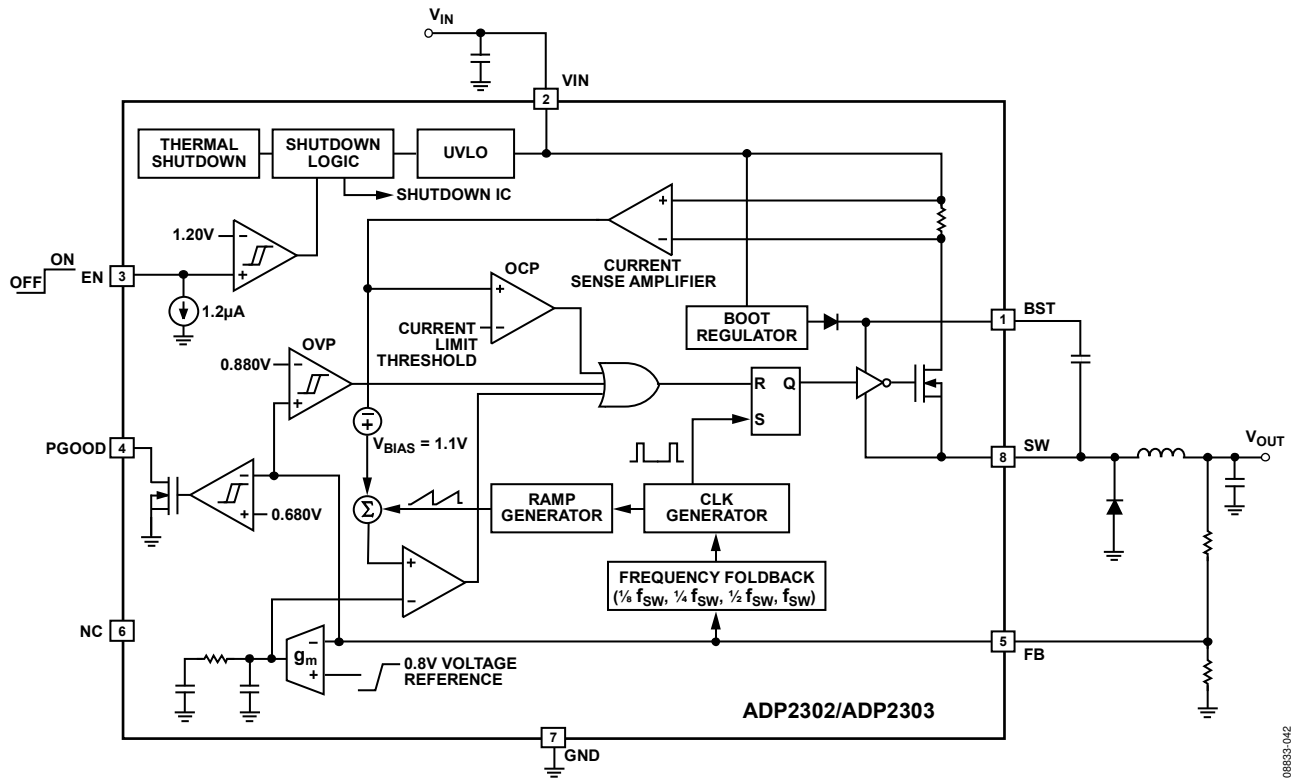 VIN
VIN
2
THERMAL
SHUTDOWN
SHUTDOWN
LOGIC
UVLO
SHUTDOWN IC
1.20V
ON
OFF
EN
3
1.2µA
CURRENT
SENSE AMPLIFIER
OCP
CURRENT
LIMIT
THRESHOLD
BOOT
REGULATOR
1
BST
OVP
0.880V
R Q
S
VBIAS = 1.1V
PGOOD
4
0.680V
Σ
RAMP
GENERATOR
CLK
GENERATOR
SW
8
VOUT
FREQUENCY FOLDBACK
(⅛ fSW, ¼ fSW, ½ fSW, fSW)
NC
6
gm
0.8V VOLTAGE
REFERENCE
5
FB
ADP2302/ADP2303
7
GND
08833-042